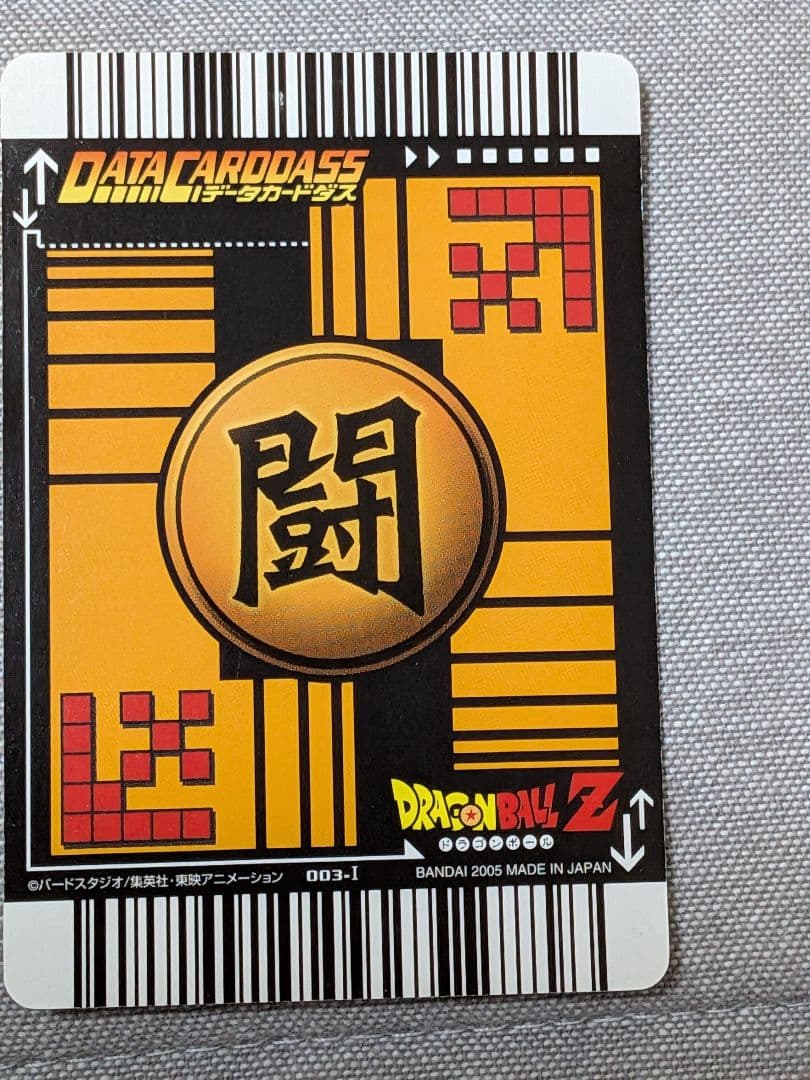 DATA CARDDASS
データカードダス
闘
DRAGONBALL Z
ドラゴンボール
©バードスタジオ/集英社・東映アニメーション 003-I BANDAI 2005 MADE IN JAPAN